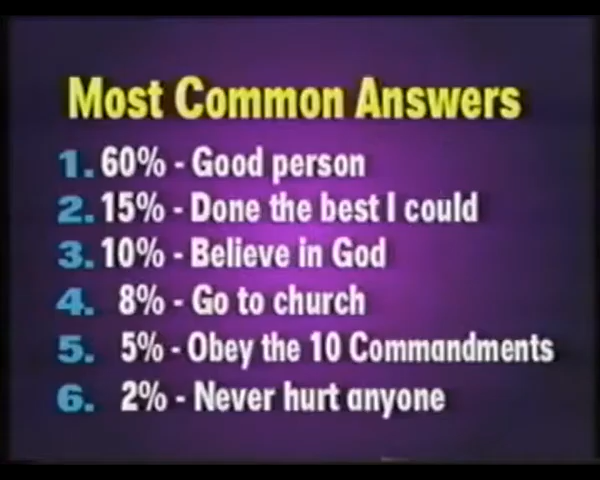 Most Common Answers
1. 60% - Good person
2. 15% - Done the best I could
3. 10% - Believe in God
4. 8% - Go to church
5. 5% - Obey the 10 Commandments
6. 2% - Never hurt anyone